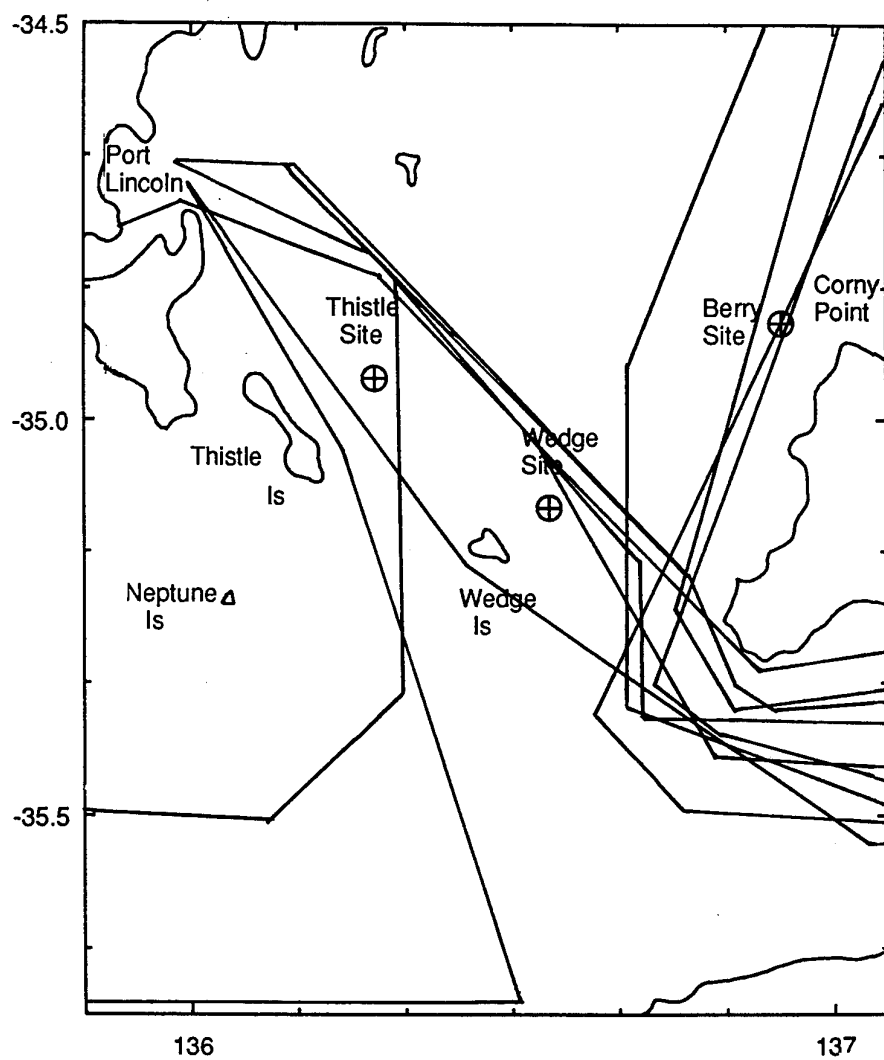 -34.5
Port
Lincoln
Thistle
Site
Berry
Site
Corny
Point
-35.0
Thistle
Is
Wedge
Site
Neptune
Is
Wedge
Is
-35.5
136
137